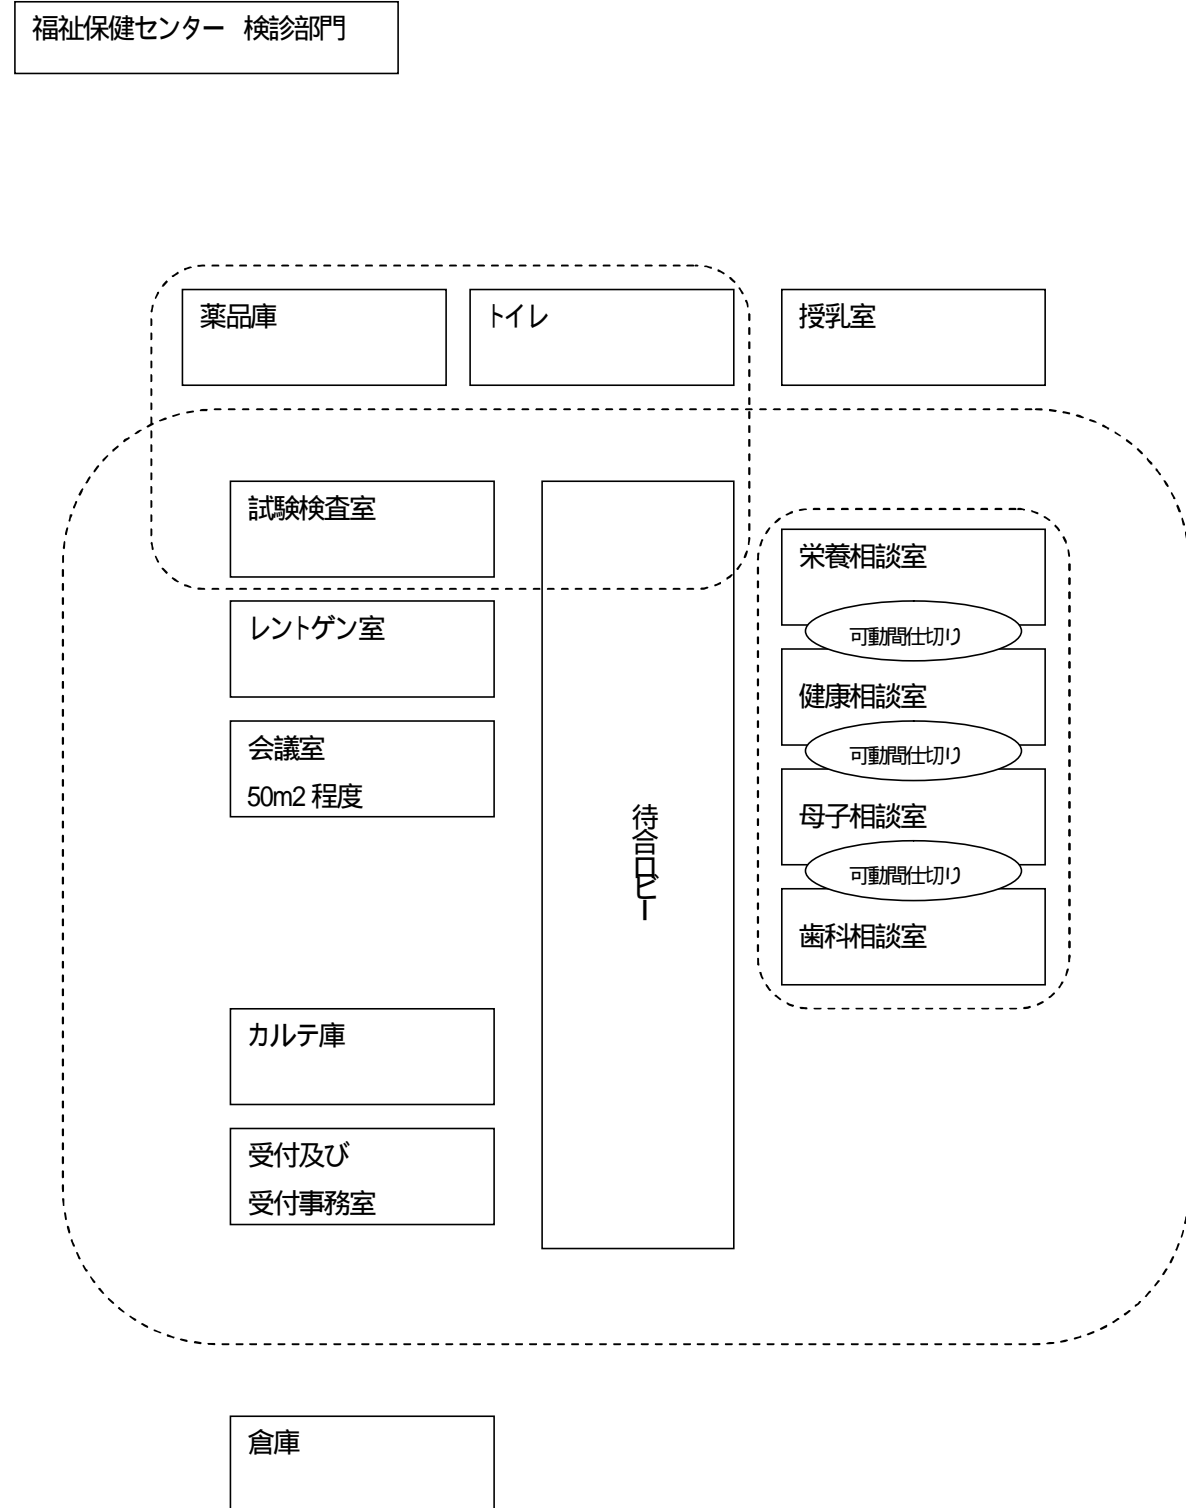 福祉保健センター 検診部門
薬品庫
トイレ
授乳室
試験検査室
レントゲン室
会議室
50m2 程度
待合ロビー
栄養相談室
可動間仕切り
健康相談室
可動間仕切り
母子相談室
可動間仕切り
歯科相談室
カルテ庫
受付及び
受付事務室
倉庫